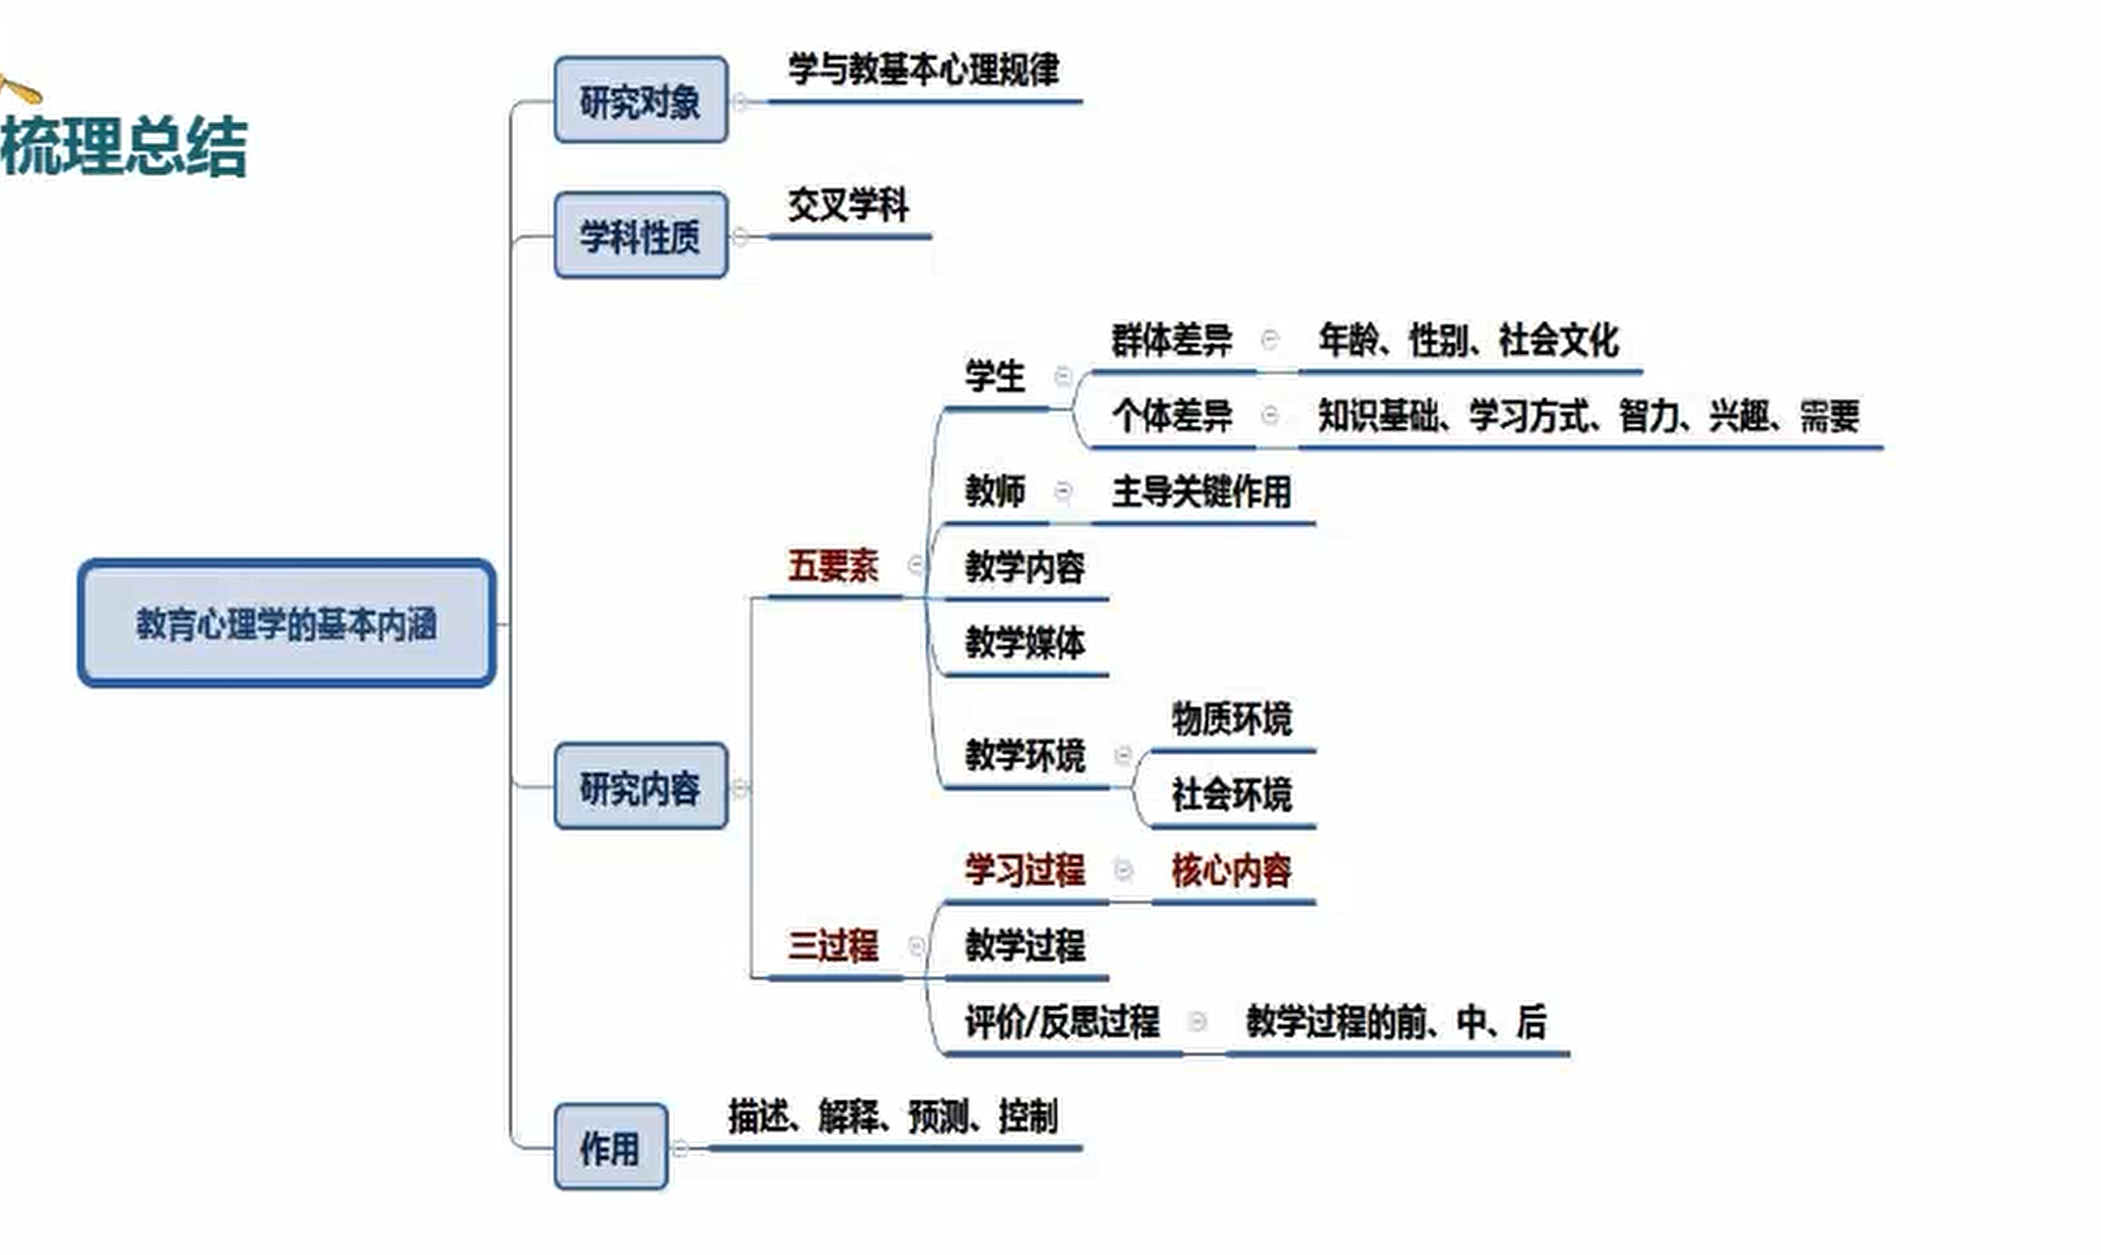 梳理总结
教育心理学的基本内涵
研究对象
学与教基本心理规律
学科性质
交叉学科
研究内容
五要素
学生
群体差异
年龄、性别、社会文化
个体差异
知识基础、学习方式、智力、兴趣、需要
教师
主导关键作用
教学内容
教学媒体
教学环境
物质环境
社会环境
三过程
学习过程
核心内容
教学过程
评价/反思过程
教学过程的前、中、后
作用
描述、解释、预测、控制